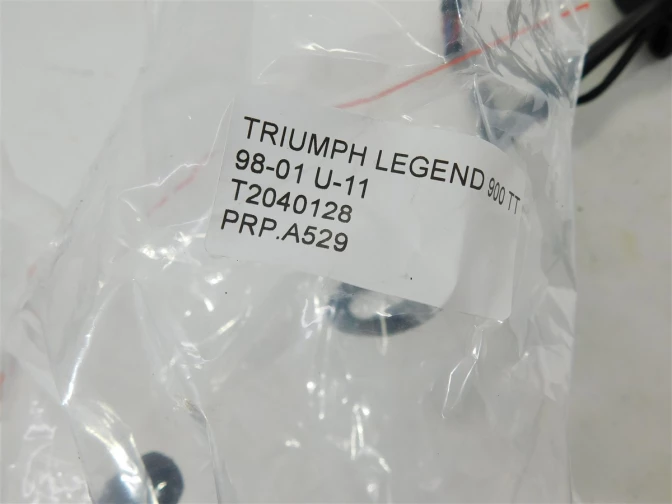 TRIUMPH LEGEND 900 TT
98-01 U-11
T2040128
PRP.A529